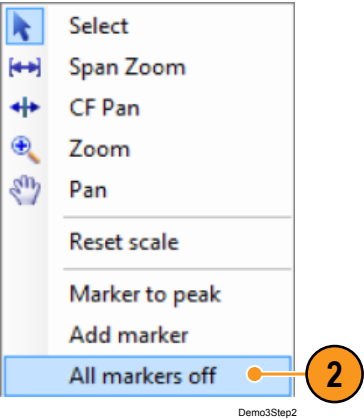 Select
Span Zoom
CF Pan
Zoom
Pan
Reset scale
Marker to peak
Add marker
All markers off
2
Demo3Step2